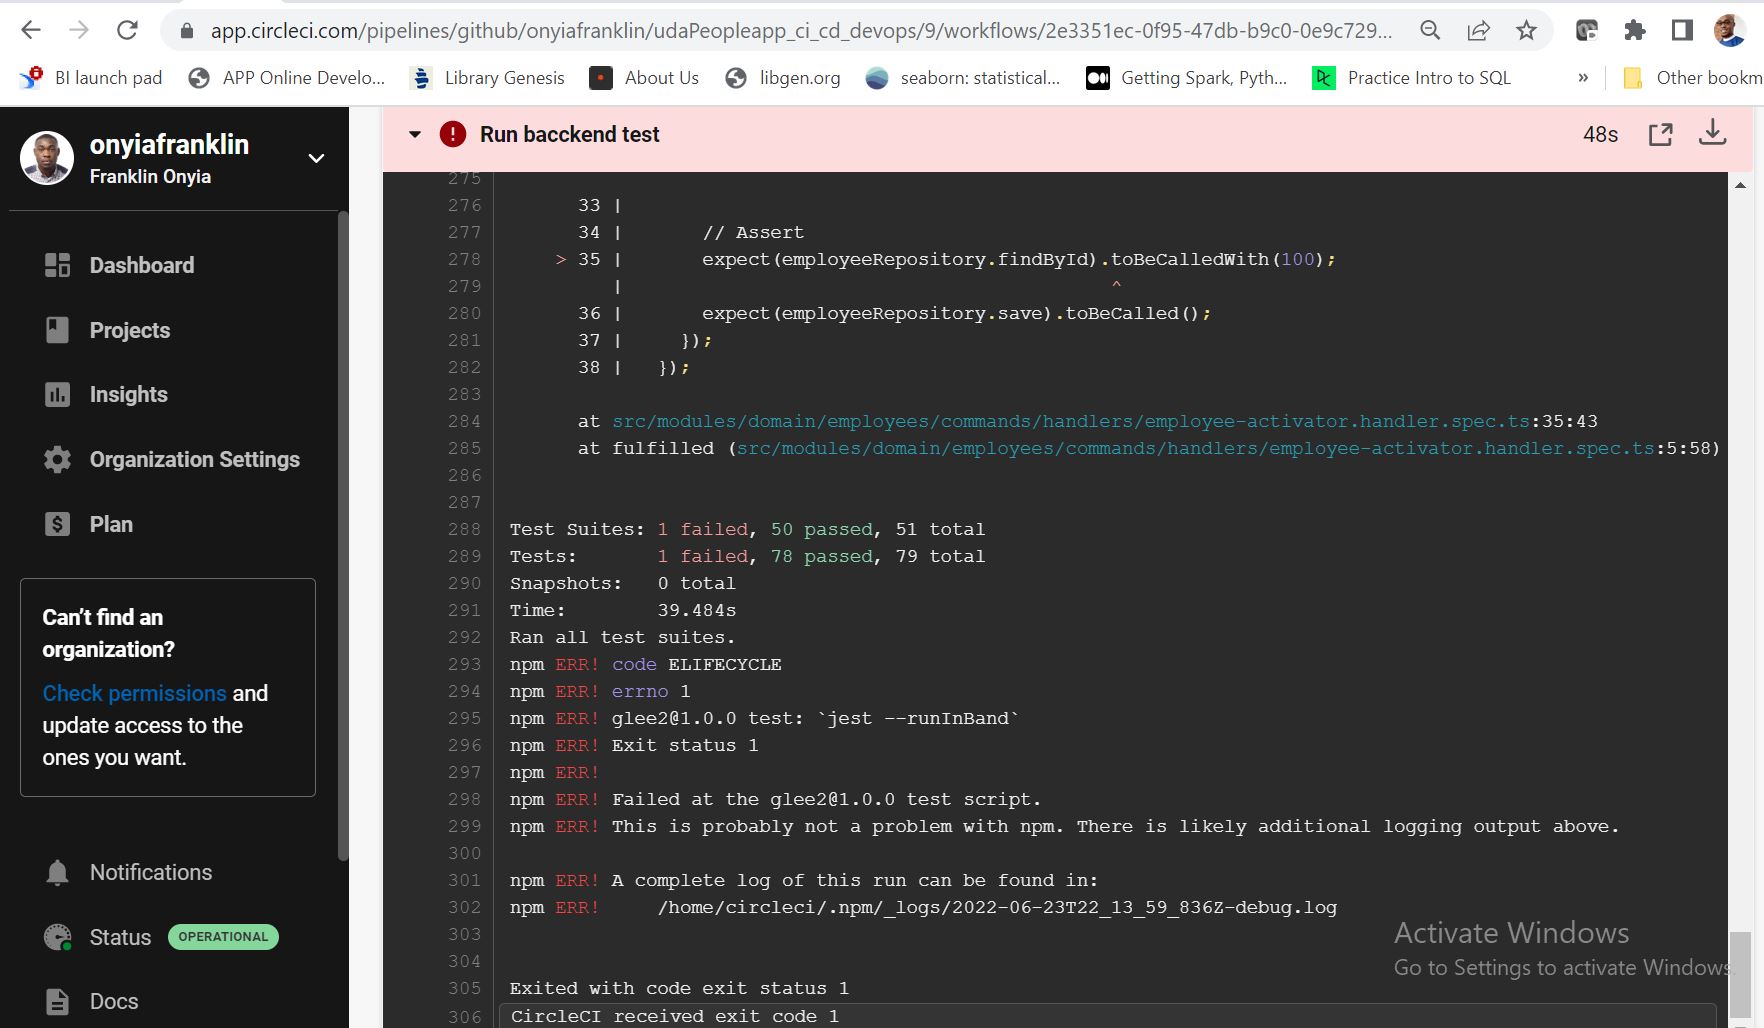 app.circleci.com/pipelines/github/onyiafranklin/udaPeopleapp_ci_cd_devops/9/workflows/2e3351ec-0f95-47db-b9c0-0e9c729...
BI launch pad APP Online Develo... Library Genesis About Us libgen.org seaborn: statistical... Getting Spark, Pyth... Practice Intro to SQL » Other bookm
onyiafranklin
Franklin Onyia
Dashboard
Projects
Insights
Organization Settings
Plan
Can't find an
organization?
Check permissions and
update access to the
ones you want.
Notifications
Status OPERATIONAL
Docs
Run bacckend test 48s
275
276 33 |
277 34 | // Assert
278 > 35 | expect(employeeRepository.findById).toBeCalledWith(100);
279 | ^
280 36 | expect(employeeRepository.save).toBeCalled();
281 37 | });
282 38 | });
283
284 at src/modules/domain/employees/commands/handlers/employee-activator.handler.spec.ts:35:43
285 at fulfilled (src/modules/domain/employees/commands/handlers/employee-activator.handler.spec.ts:5:58)
286
287
288 Test Suites: 1 failed, 50 passed, 51 total
289 Tests: 1 failed, 78 passed, 79 total
290 Snapshots: 0 total
291 Time: 39.484s
292 Ran all test suites.
293 npm ERR! code ELIFECYCLE
294 npm ERR! errno 1
295 npm ERR! glee2@1.0.0 test: `jest --runInBand`
296 npm ERR! Exit status 1
297 npm ERR!
298 npm ERR! Failed at the glee2@1.0.0 test script.
299 npm ERR! This is probably not a problem with npm. There is likely additional logging output above.
300
301 npm ERR! A complete log of this run can be found in:
302 npm ERR! /home/circleci/.npm/_logs/2022-06-23T22_13_59_836Z-debug.log
303
304
305 Exited with code exit status 1
306 CircleCI received exit code 1
Activate Windows
Go to Settings to activate Windows.